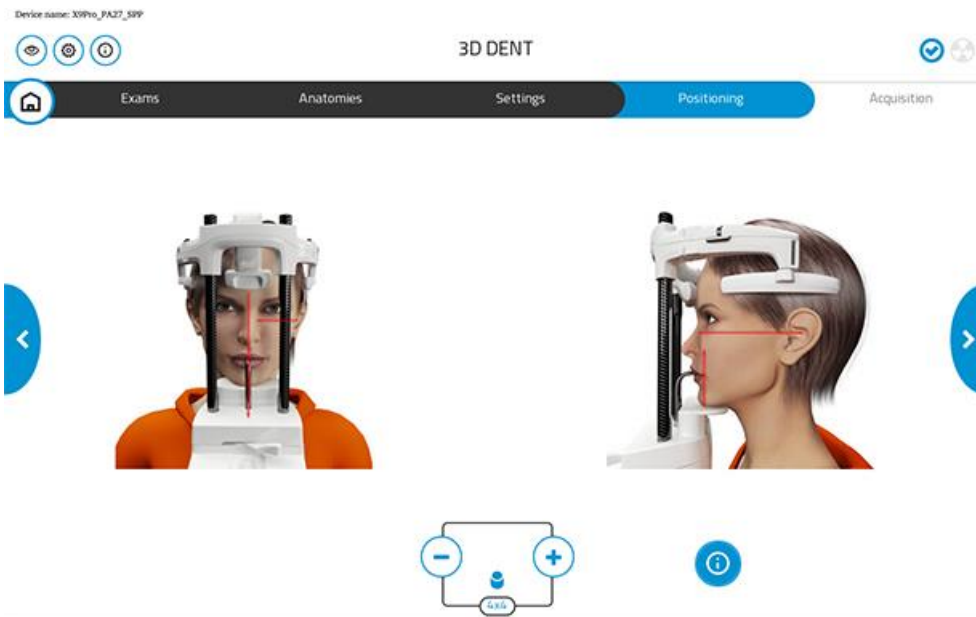 Device name: X9Pro_PA27_SPP
3D DENT
Exams
Anatomies
Settings
Positioning
Acquisition
4x4